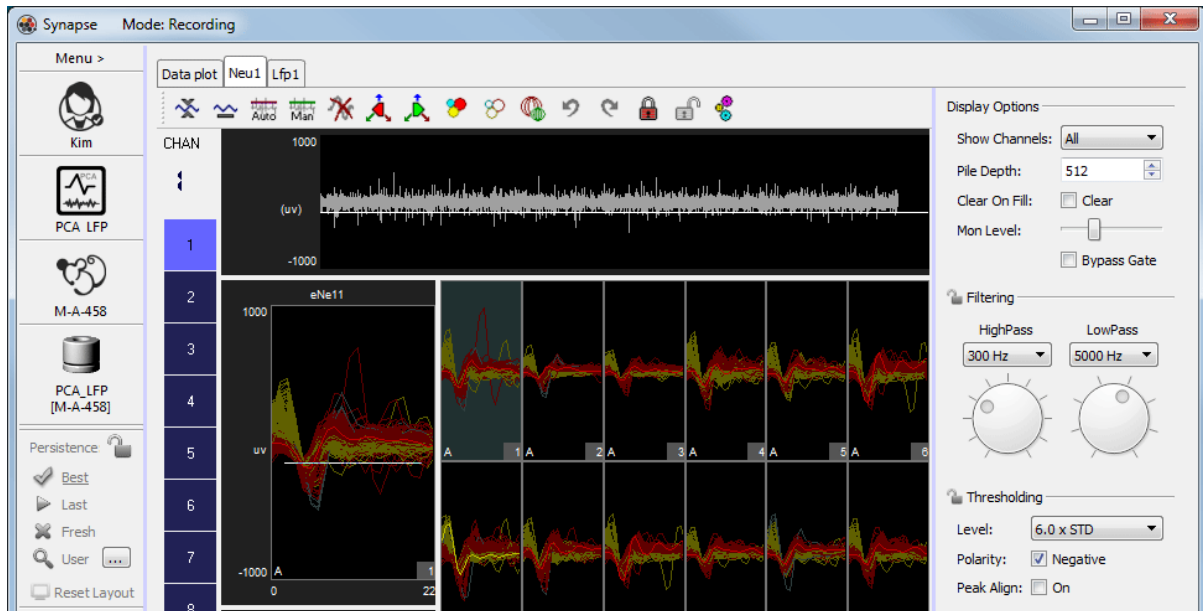 Synapse Mode: Recording
Menu >
Kim
PCA
PCA LFP
M-A-458
PCA_LFP
[M-A-458]
Persistence
Best
Last
Fresh
User ...
Reset Layout
Data plot Neu1 Lfp1
Auto Man
CHAN
1
2
3
4
5
6
7
8
1000
(uv)
-1000
eNe11
1000
uv
-1000 A 1
0 22
A 1 A 2 A 3 A 4 A 5 A 6
Display Options
Show Channels: All
Pile Depth: 512
Clear On Fill: Clear
Mon Level:
Bypass Gate
Filtering
HighPass LowPass
300 Hz 5000 Hz
Thresholding
Level: 6.0 x STD
Polarity: Negative
Peak Align: On